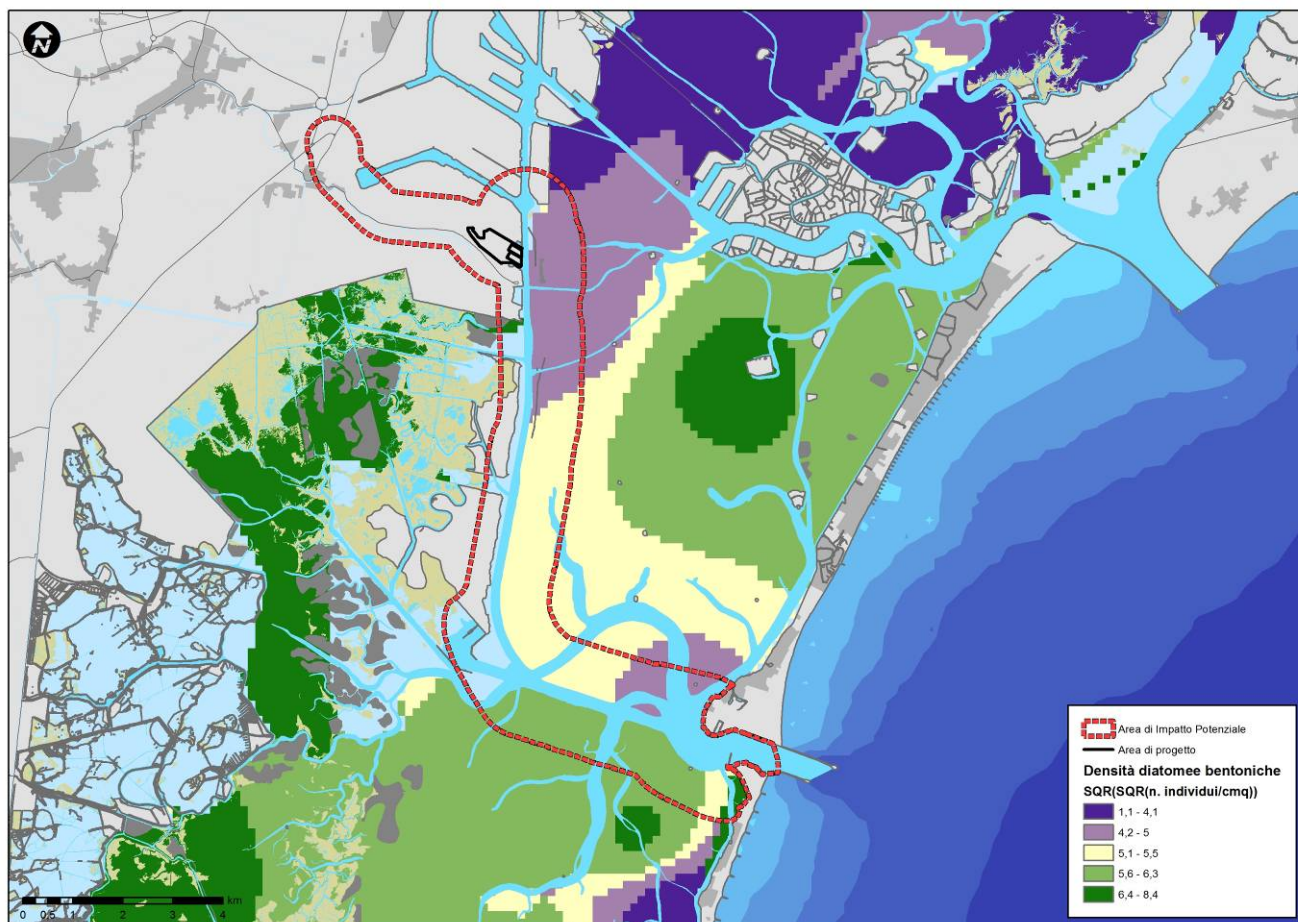 N
Area di Impatto Potenziale
Area di progetto
Densità diatomee bentoniche
SQR(SQR(n. individui/cmq))
1,1 - 4,1
4,2 - 5
5,1 - 5,5
5,6 - 6,3
6,4 - 8,4
km
0 0,5 1 2 3 4